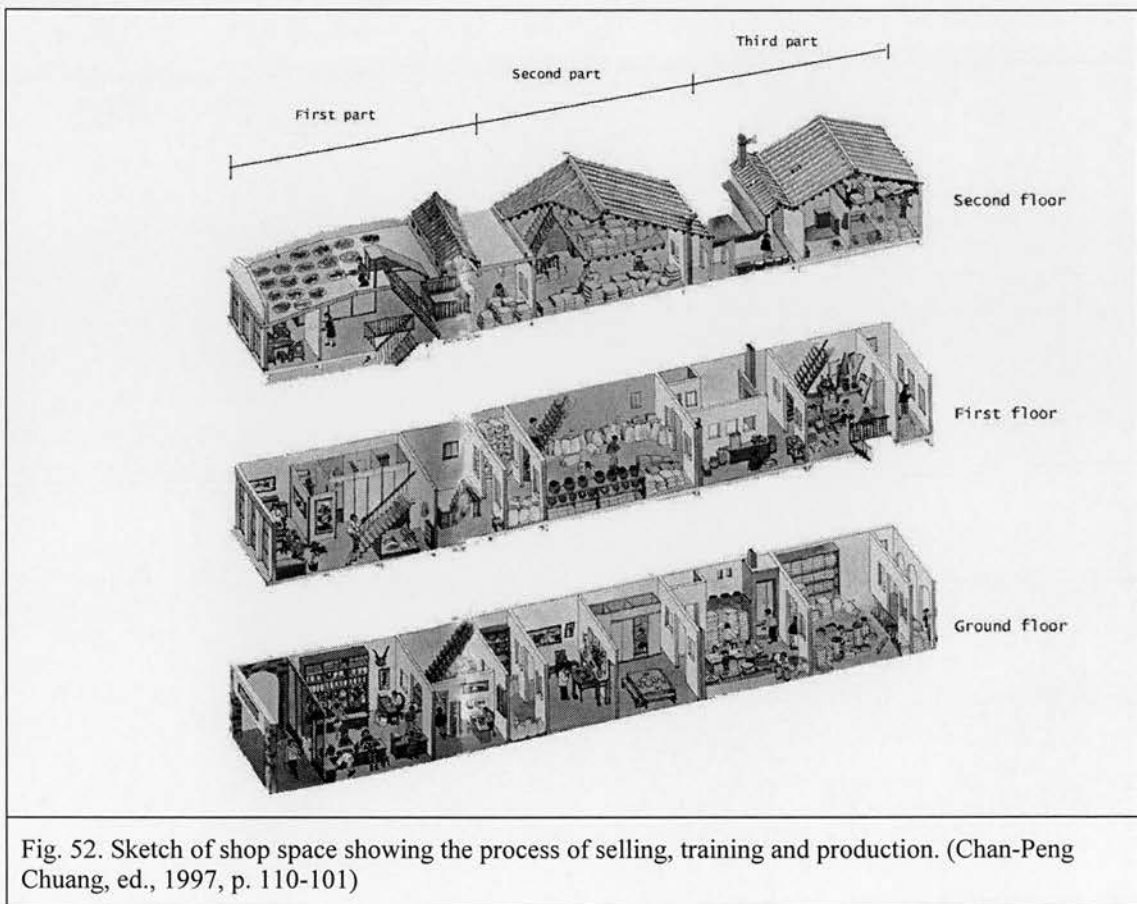 Third part
Second part
First part
Second floor
First floor
Ground floor
Fig. 52. Sketch of shop space showing the process of selling, training and production. (Chan-Peng
Chuang, ed., 1997, p. 110-101)